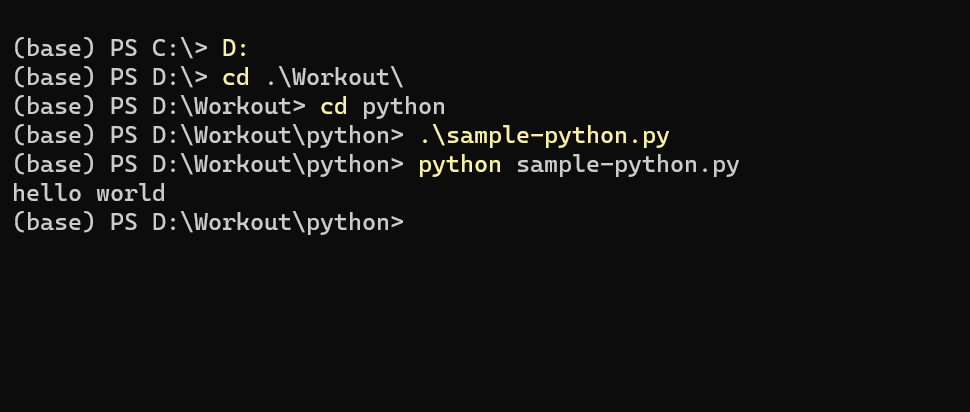 (base) PS C:\> D:
(base) PS D:\> cd .\Workout\
(base) PS D:\Workout> cd python
(base) PS D:\Workout\python> .\sample-python.py
(base) PS D:\Workout\python> python sample-python.py
hello world
(base) PS D:\Workout\python>